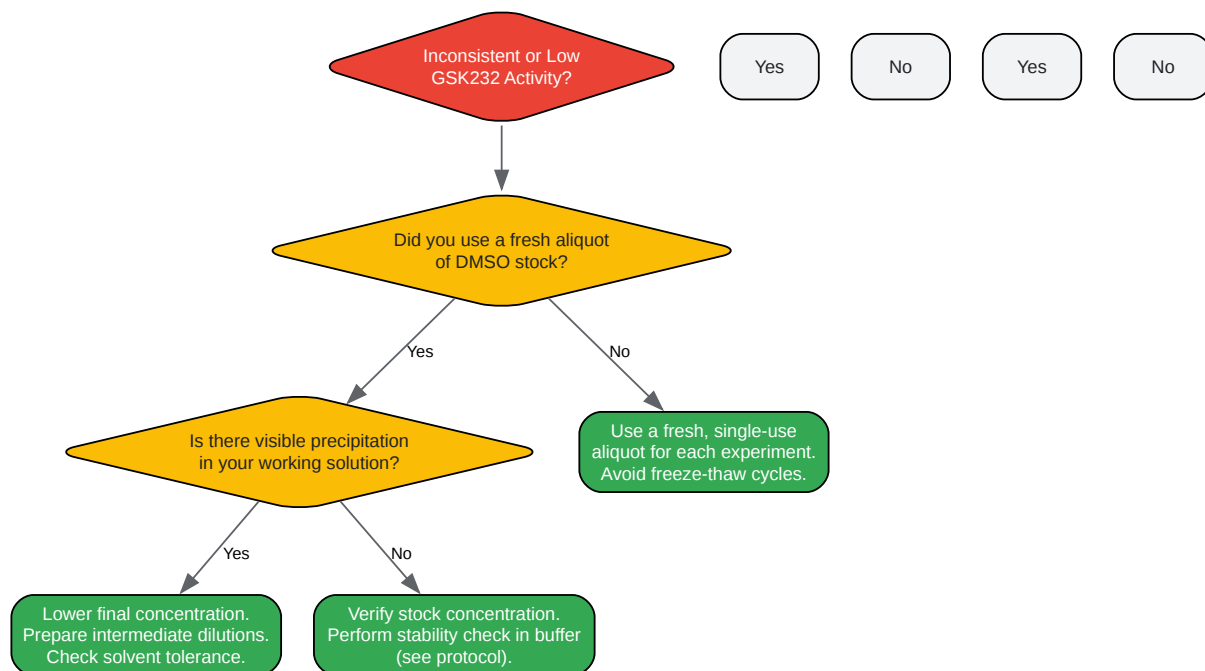 Inconsistent or Low
GSK232 Activity?
Yes
No
Yes
No
Did you use a fresh aliquot
of DMSO stock?
Yes
No
Is there visible precipitation
in your working solution?
Use a fresh, single-use
aliquot for each experiment.
Avoid freeze-thaw cycles.
Yes
No
Lower final concentration.
Prepare intermediate dilutions.
Check solvent tolerance.
Verify stock concentration.
Perform stability check in buffer
(see protocol).